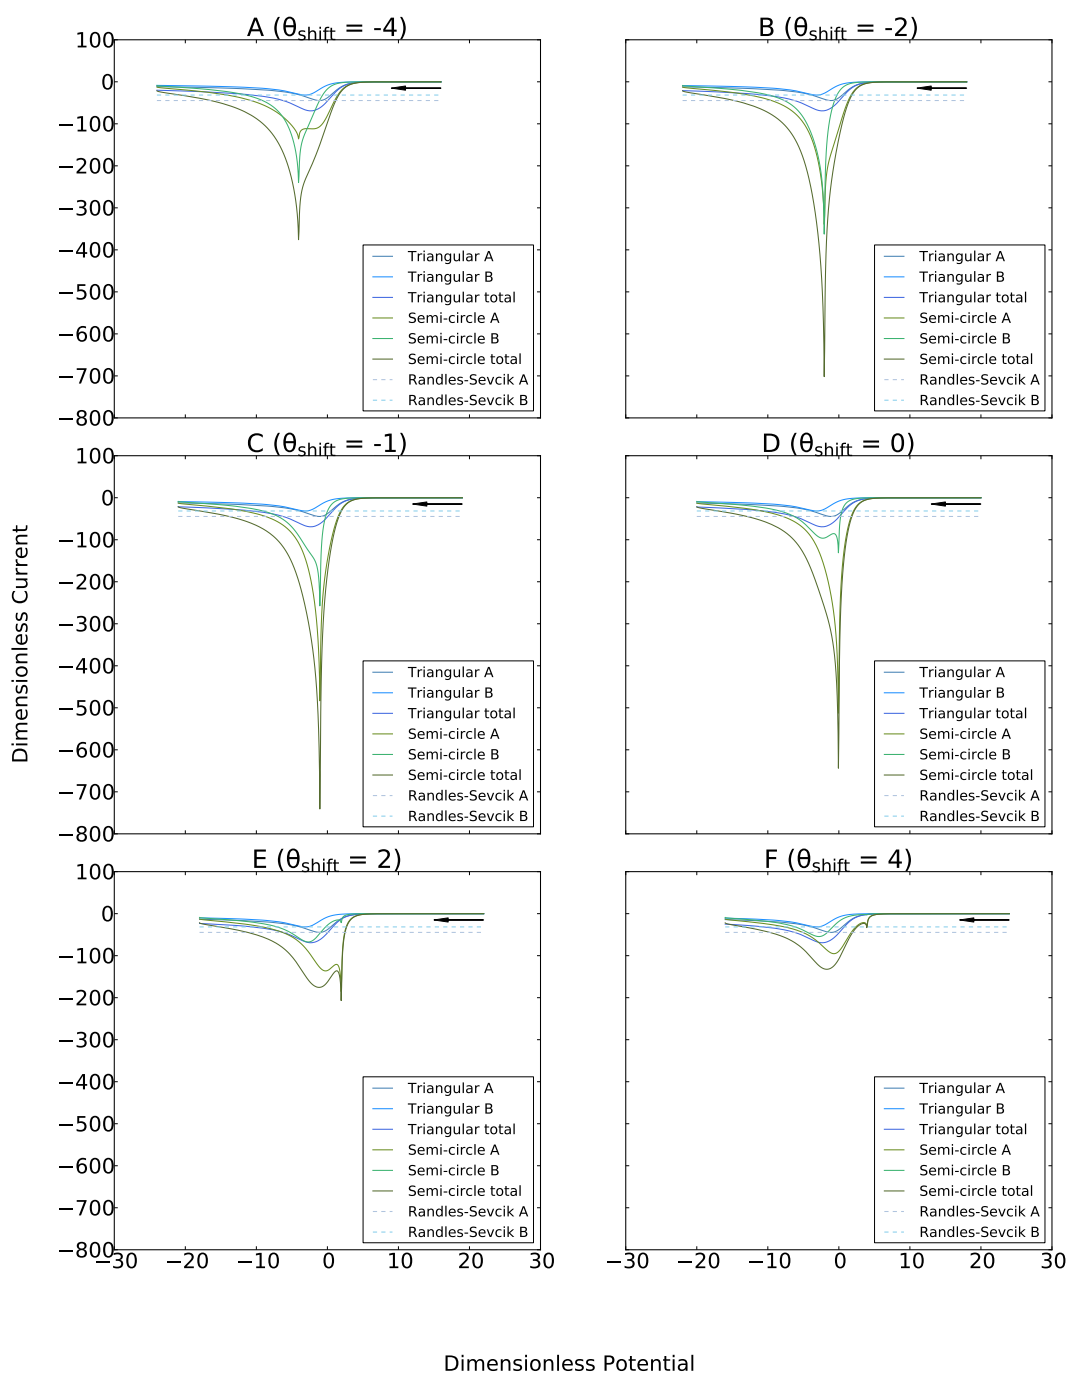 A (θshift = -4)
B (θshift = -2)
100
0
−100
−200
−300
−400
−500
−600
−700
−800
Triangular A
Triangular B
Triangular total
Semi-circle A
Semi-circle B
Semi-circle total
Randles-Sevcik A
Randles-Sevcik B
Triangular A
Triangular B
Triangular total
Semi-circle A
Semi-circle B
Semi-circle total
Randles-Sevcik A
Randles-Sevcik B
C (θshift = -1)
D (θshift = 0)
100
0
−100
−200
−300
−400
−500
−600
−700
−800
Triangular A
Triangular B
Triangular total
Semi-circle A
Semi-circle B
Semi-circle total
Randles-Sevcik A
Randles-Sevcik B
Triangular A
Triangular B
Triangular total
Semi-circle A
Semi-circle B
Semi-circle total
Randles-Sevcik A
Randles-Sevcik B
Dimensionless Current
E (θshift = 2)
F (θshift = 4)
100
0
−100
−200
−300
−400
−500
−600
−700
−800
Triangular A
Triangular B
Triangular total
Semi-circle A
Semi-circle B
Semi-circle total
Randles-Sevcik A
Randles-Sevcik B
Triangular A
Triangular B
Triangular total
Semi-circle A
Semi-circle B
Semi-circle total
Randles-Sevcik A
Randles-Sevcik B
−30 −20 −10 0 10 20 30
−30 −20 −10 0 10 20 30
Dimensionless Potential